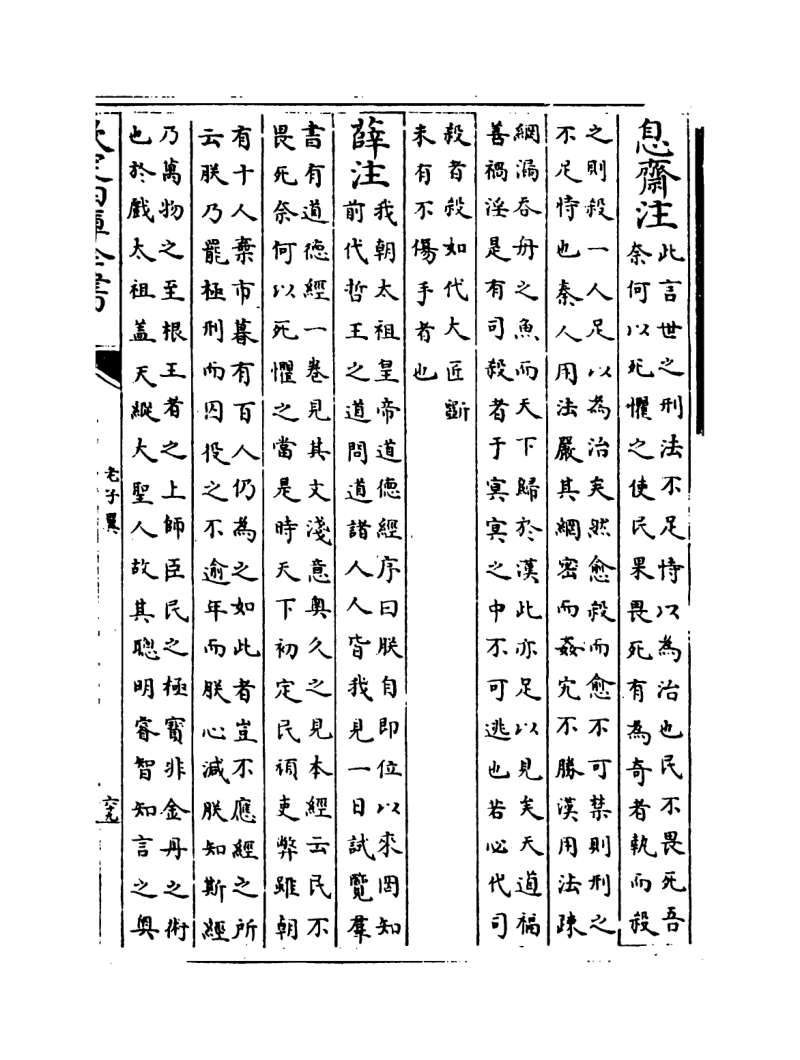 息齋注
此言世之刑法不足恃以為治也民不畏死吾
奈何以死懼之使民果畏死有為奇者執而殺
之則殺一人足以為治矣然愈殺而愈不可禁則刑之
不足恃也秦人用法嚴其網密而姦宄不勝漢用法疎
網漏吞舟之魚而天下歸於漢此亦足以見矣天道福
善禍淫是有司殺者于冥冥之中不可逃也若必代司
殺者殺如代大匠斲
未有不傷手者也
薛注
我朝太祖皇帝道德經序曰朕自即位以來罔知
前代哲王之道問道諸人人皆我見一日試覽羣
書有道德經一卷見其文淺意奥久之見本經云民不
畏死奈何以死懼之當是時天下初定民頑吏弊雖朝
有十人棄市暮有百人仍為之如此者豈不應經之所
云朕乃罷極刑而囚役之不逾年而朕心減朕知斯經
乃萬物之至根王者之上師臣民之極寳非金丹之術
也於戲太祖蓋天縱大聖人故其聰明睿智知言之奥
欽定四庫全書
老子翼